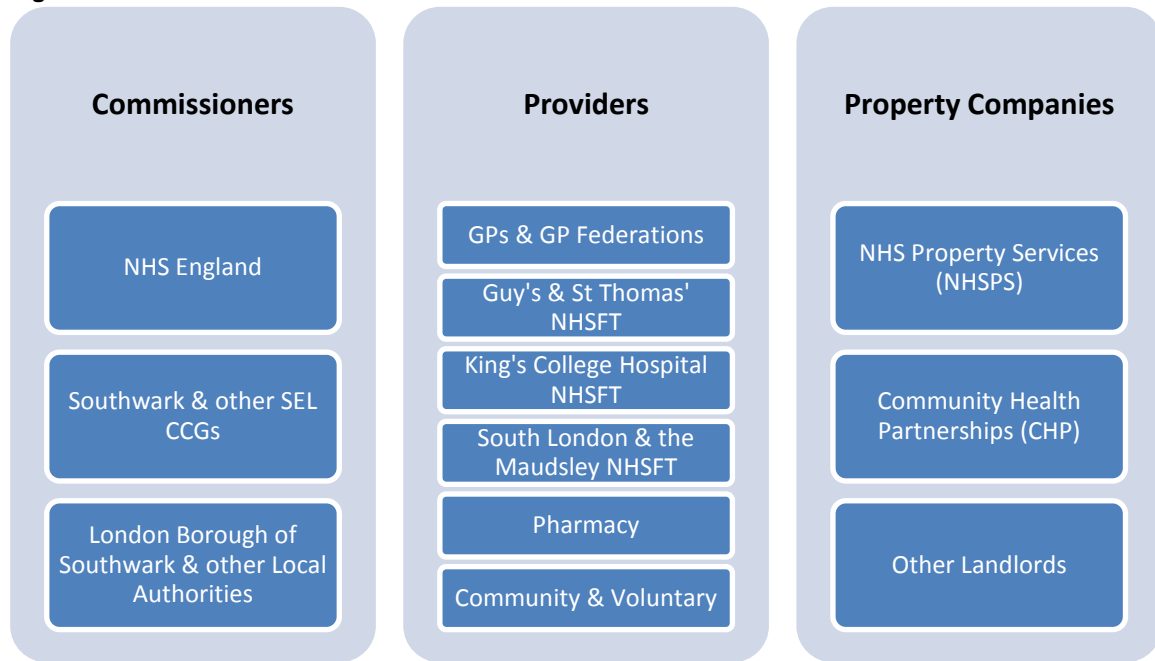 Commissioners
NHS England
Southwark & other SEL
CCGs
London Borough of
Southwark & other Local
Authorities
Providers
GPs & GP Federations
Guy's & St Thomas'
NHSFT
King's College Hospital
NHSFT
South London & the
Maudsley NHSFT
Pharmacy
Community & Voluntary
Property Companies
NHS Property Services
(NHSPS)
Community Health
Partnerships (CHP)
Other Landlords